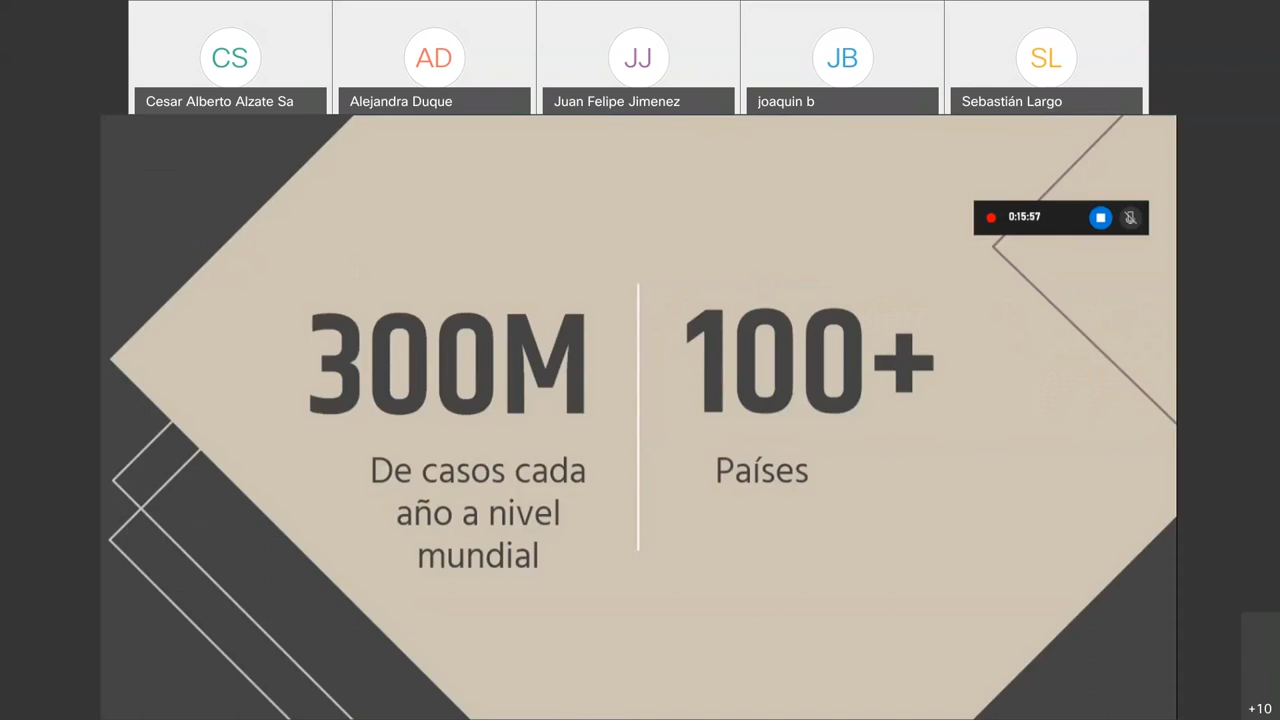 CS
AD
JJ
JB
SL
Cesar Alberto Alzate Sa
Alejandra Duque
Juan Felipe Jimenez
joaquin b
Sebastián Largo
0:15:57
300M
100+
De casos cada
año a nivel
mundial
Países
+10